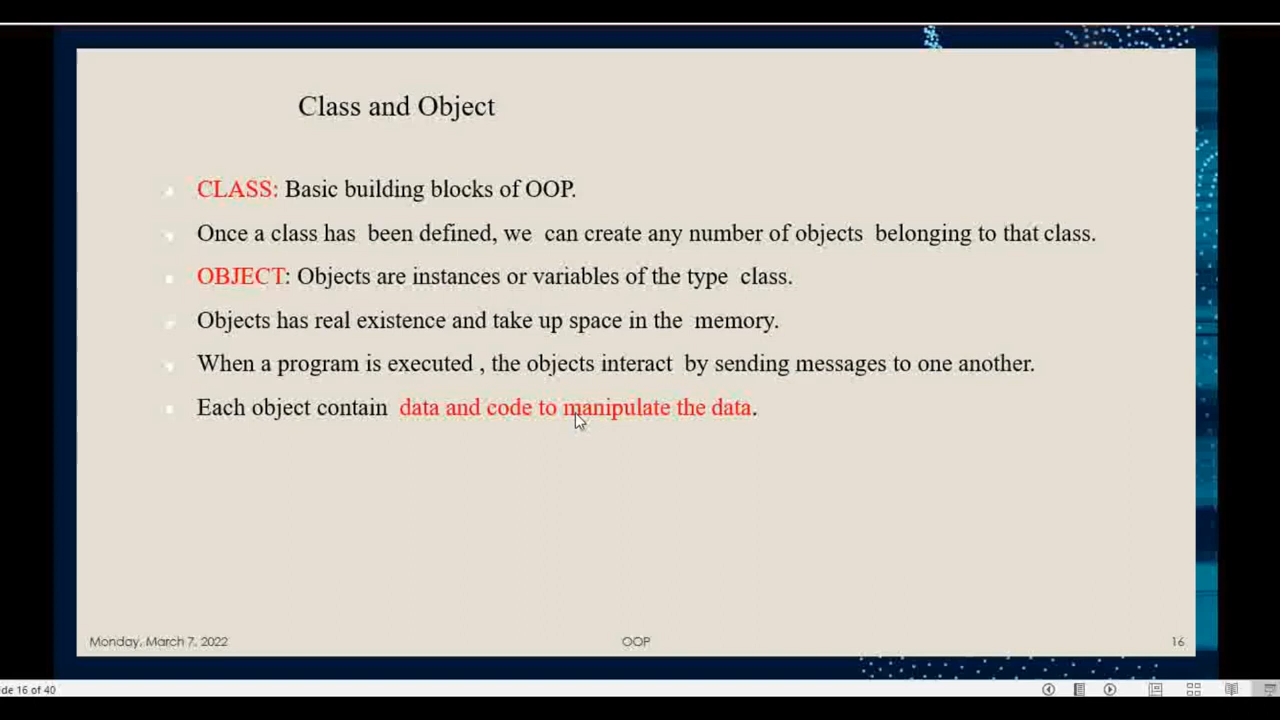 Class and Object
CLASS: Basic building blocks of OOP.
Once a class has been defined, we can create any number of objects belonging to that class.
OBJECT: Objects are instances or variables of the type class.
Objects has real existence and take up space in the memory.
When a program is executed , the objects interact by sending messages to one another.
Each object contain data and code to manipulate the data.
Monday, March 7, 2022 OOP 16
de 16 of 40